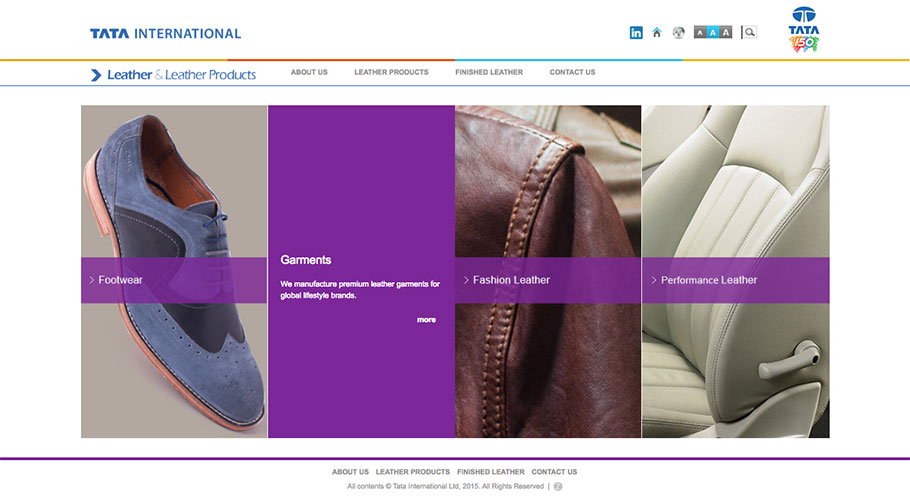 TATA INTERNATIONAL
in
A A A
TATA
150
Leather & Leather Products
ABOUT US LEATHER PRODUCTS FINISHED LEATHER CONTACT US
Footwear
Garments
We manufacture premium leather garments for
global lifestyle brands.
more
Fashion Leather
Performance Leather
ABOUT US LEATHER PRODUCTS FINISHED LEATHER CONTACT US
All contents © Tata International Ltd, 2015. All Rights Reserved |